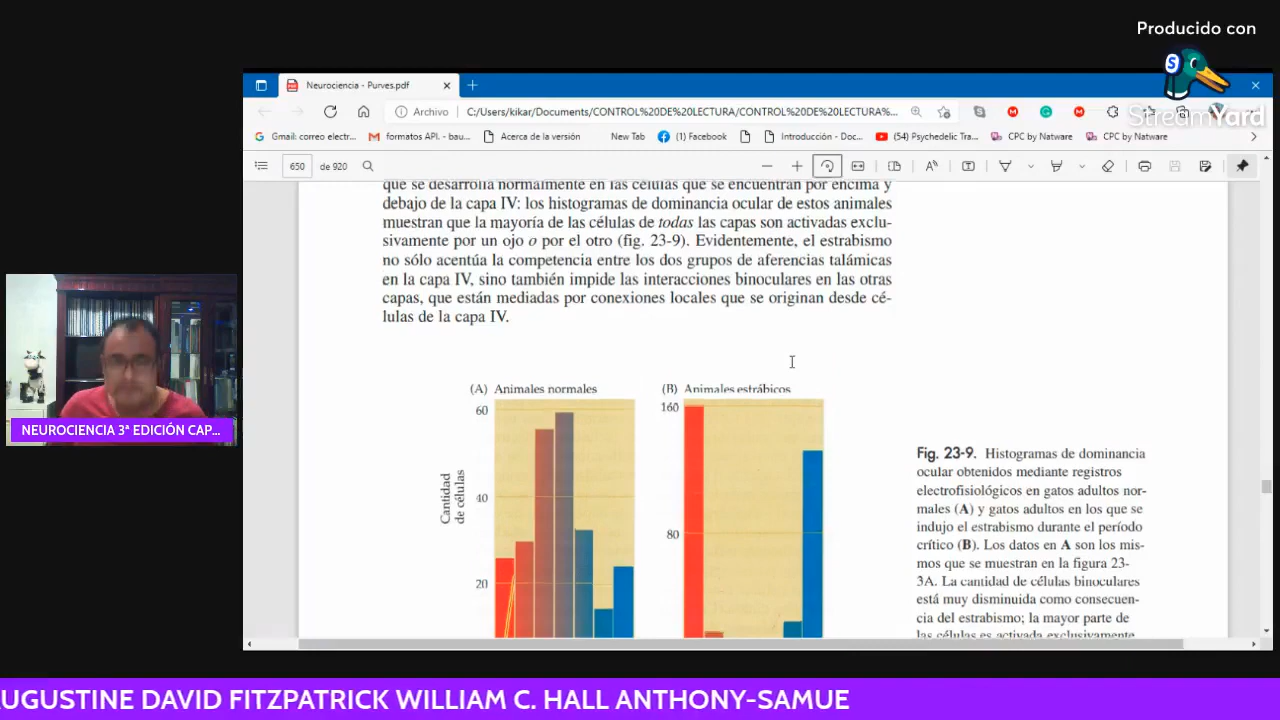 Producido con
StreamYard
Neurociencia - Purves.pdf
Archivo
C:/Users/kikar/Documents/CONTROL%20DE%20LECTURA/CONTROL%20DE%20LECTURA%...
Gmail: correo electr...
formatos API. - bau...
Acerca de la versión
New Tab
(1) Facebook
Introducción - Doc...
(54) Psychedelic Tra...
CPC by Natware
CPC by Natware
650
de 920
que se desarrolla normalmente en las células que se encuentran por encima y
debajo de la capa IV: los histogramas de dominancia ocular de estos animales
muestran que la mayoría de las células de todas las capas son activadas exclu-
sivamente por un ojo o por el otro (fig. 23-9). Evidentemente, el estrabismo
no sólo acentúa la competencia entre los dos grupos de aferencias talámicas
en la capa IV, sino también impide las interacciones binoculares en las otras
capas, que están mediadas por conexiones locales que se originan desde cé-
lulas de la capa IV.
(A) Animales normales
(B) Animales estrábicos
60
40
20
Cantidad
de células
160
80
Fig. 23-9. Histogramas de dominancia
ocular obtenidos mediante registros
electrofisiológicos en gatos adultos nor-
males (A) y gatos adultos en los que se
indujo el estrabismo durante el período
crítico (B). Los datos en A son los mis-
mos que se muestran en la figura 23-
3A. La cantidad de células binoculares
está muy disminuida como consecuen-
cia del estrabismo; la mayor parte de
las células es activada exclusivamente
NEUROCIENCIA 3ª EDICIÓN CAP...
UGUSTINE DAVID FITZPATRICK WILLIAM C. HALL ANTHONY-SAMUE